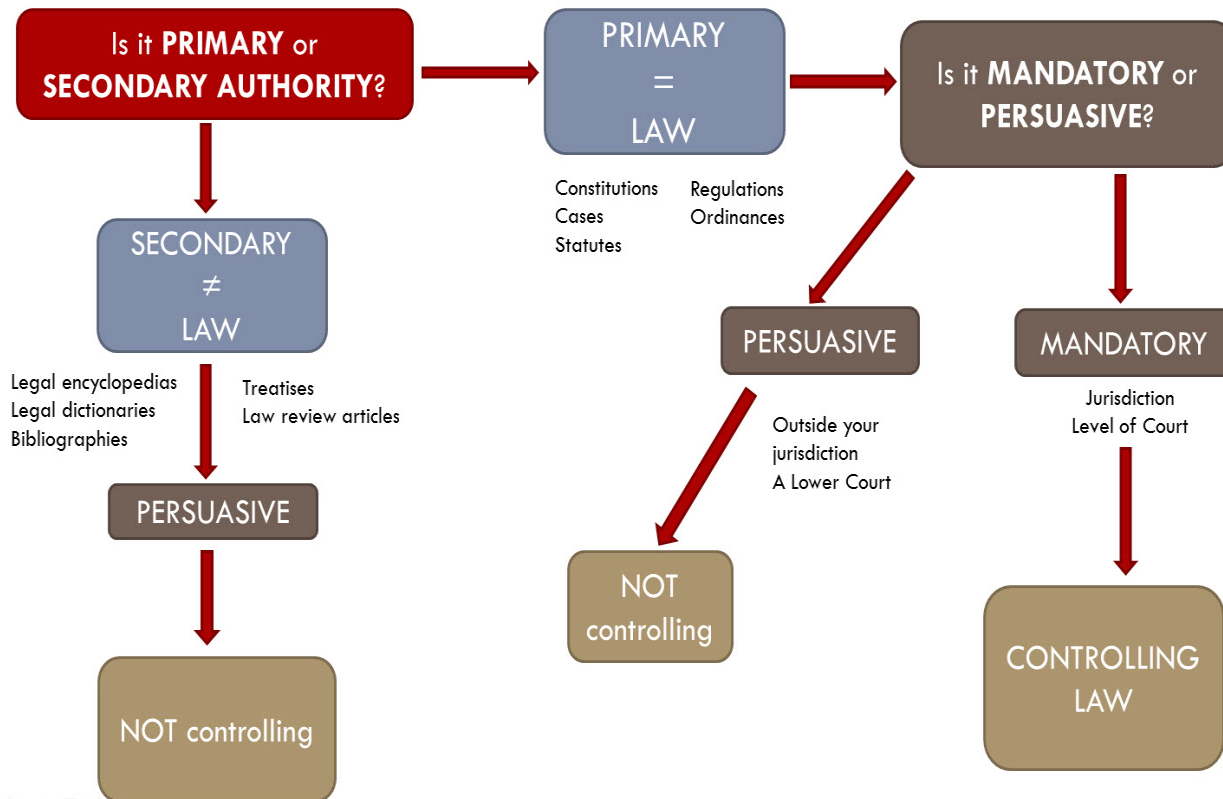 Is it PRIMARY or
SECONDARY AUTHORITY?
PRIMARY
=
LAW
Is it MANDATORY or
PERSUASIVE?
Constitutions
Cases
Statutes
Regulations
Ordinances
SECONDARY
≠
LAW
PERSUASIVE
MANDATORY
Legal encyclopedias
Legal dictionaries
Bibliographies
Treatises
Law review articles
Jurisdiction
Level of Court
Outside your
jurisdiction
A Lower Court
PERSUASIVE
NOT
controlling
CONTROLLING
LAW
NOT controlling